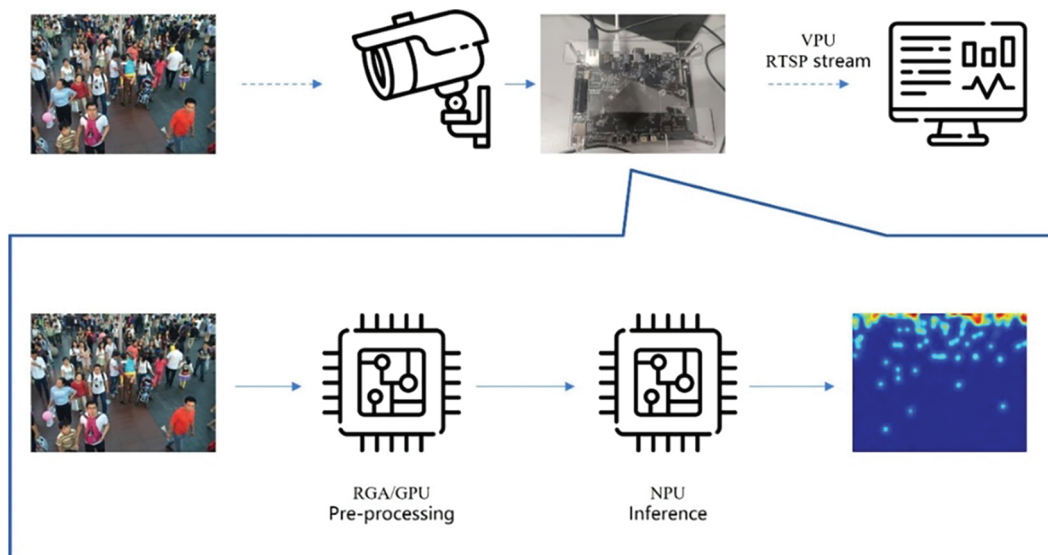 VPU
RTSP stream
RGA/GPU
Pre-processing
NPU
Inference